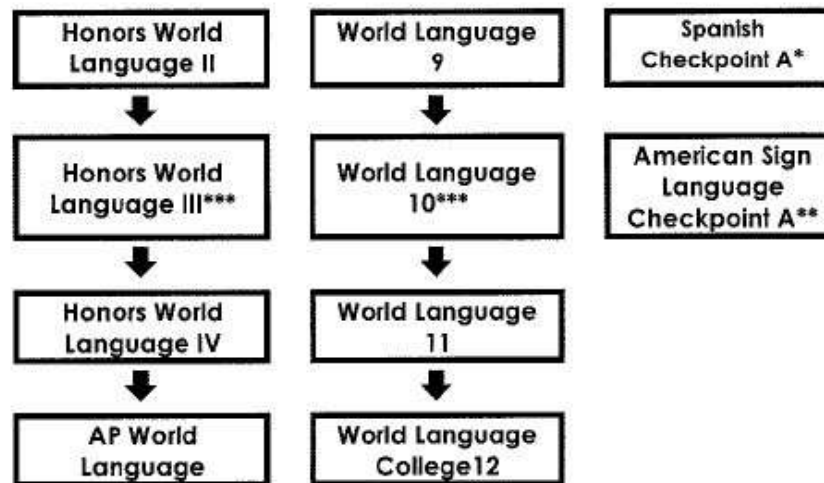 Honors World
Language II
World Language
9
Spanish
Checkpoint A*
Honors World
Language III***
World Language
10***
American Sign
Language
Checkpoint A**
Honors World
Language IV
World Language
11
AP World
Language
World Language
College12